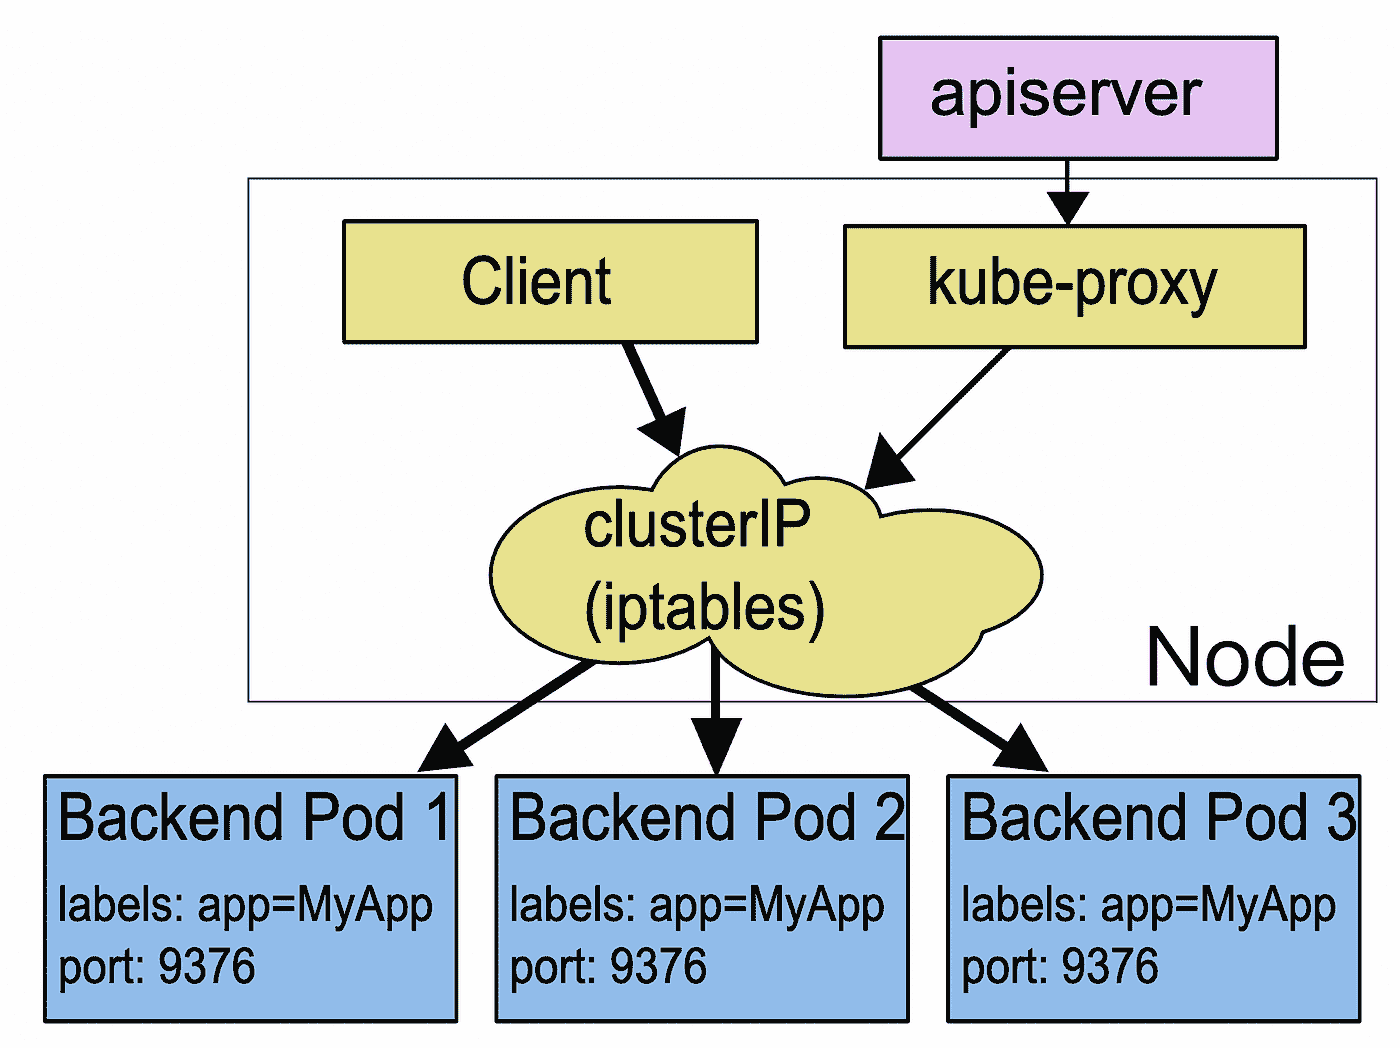 apiserver
Client
kube-proxy
clusterIP
(iptables)
Node
Backend Pod 1
labels: app=MyApp
port: 9376
Backend Pod 2
labels: app=MyApp
port: 9376
Backend Pod 3
labels: app=MyApp
port: 9376